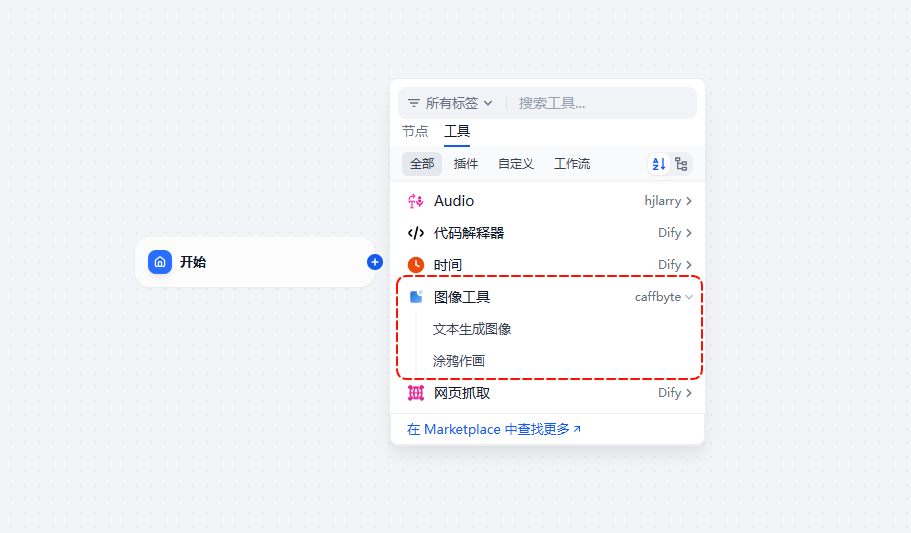 所有标签 搜索工具...
节点 工具
全部 插件 自定义 工作流
Audio hjlarry
代码解释器 Dify
时间 Dify
开始
图像工具 caffbyte
文本生成图像
涂鸦作画
网页抓取 Dify
在 Marketplace 中查找更多